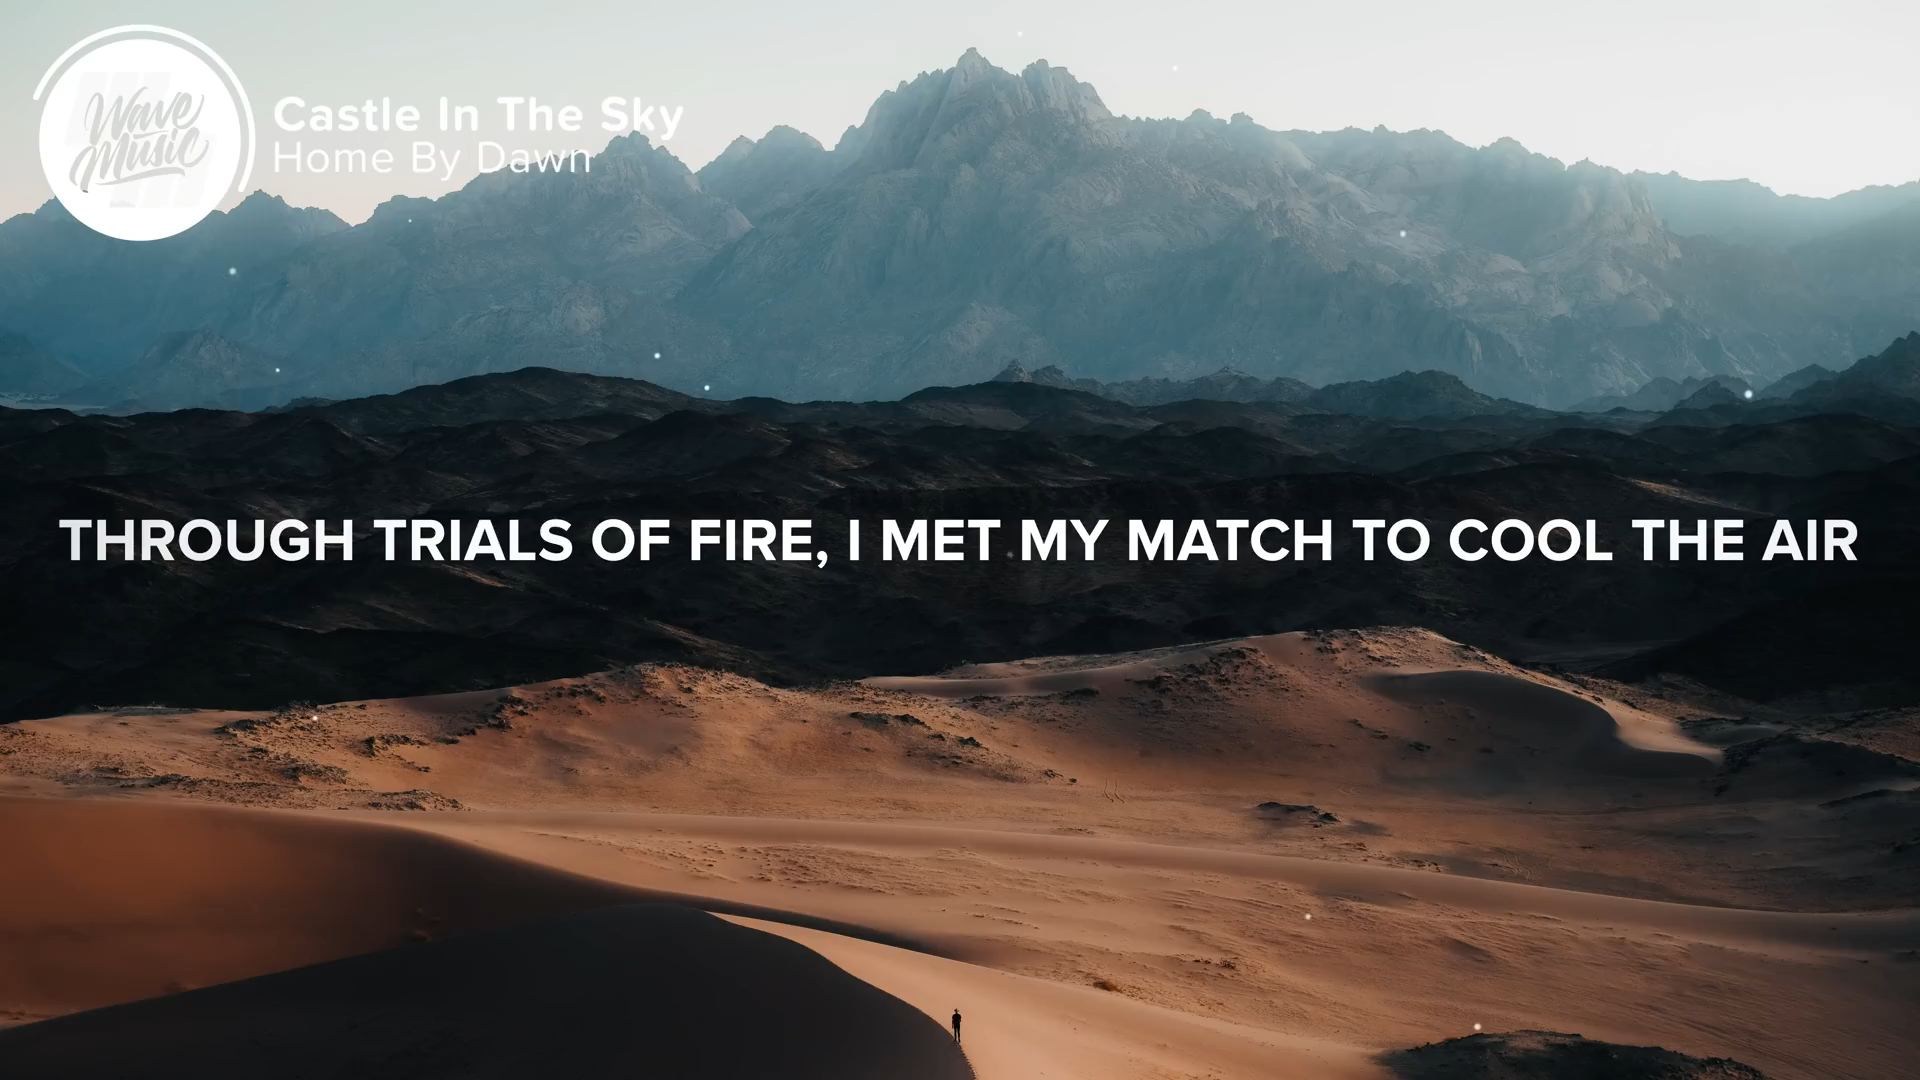 Wave
Music
Castle In The Sky
Home By Dawn
THROUGH TRIALS OF FIRE, I MET MY MATCH TO COOL THE AIR